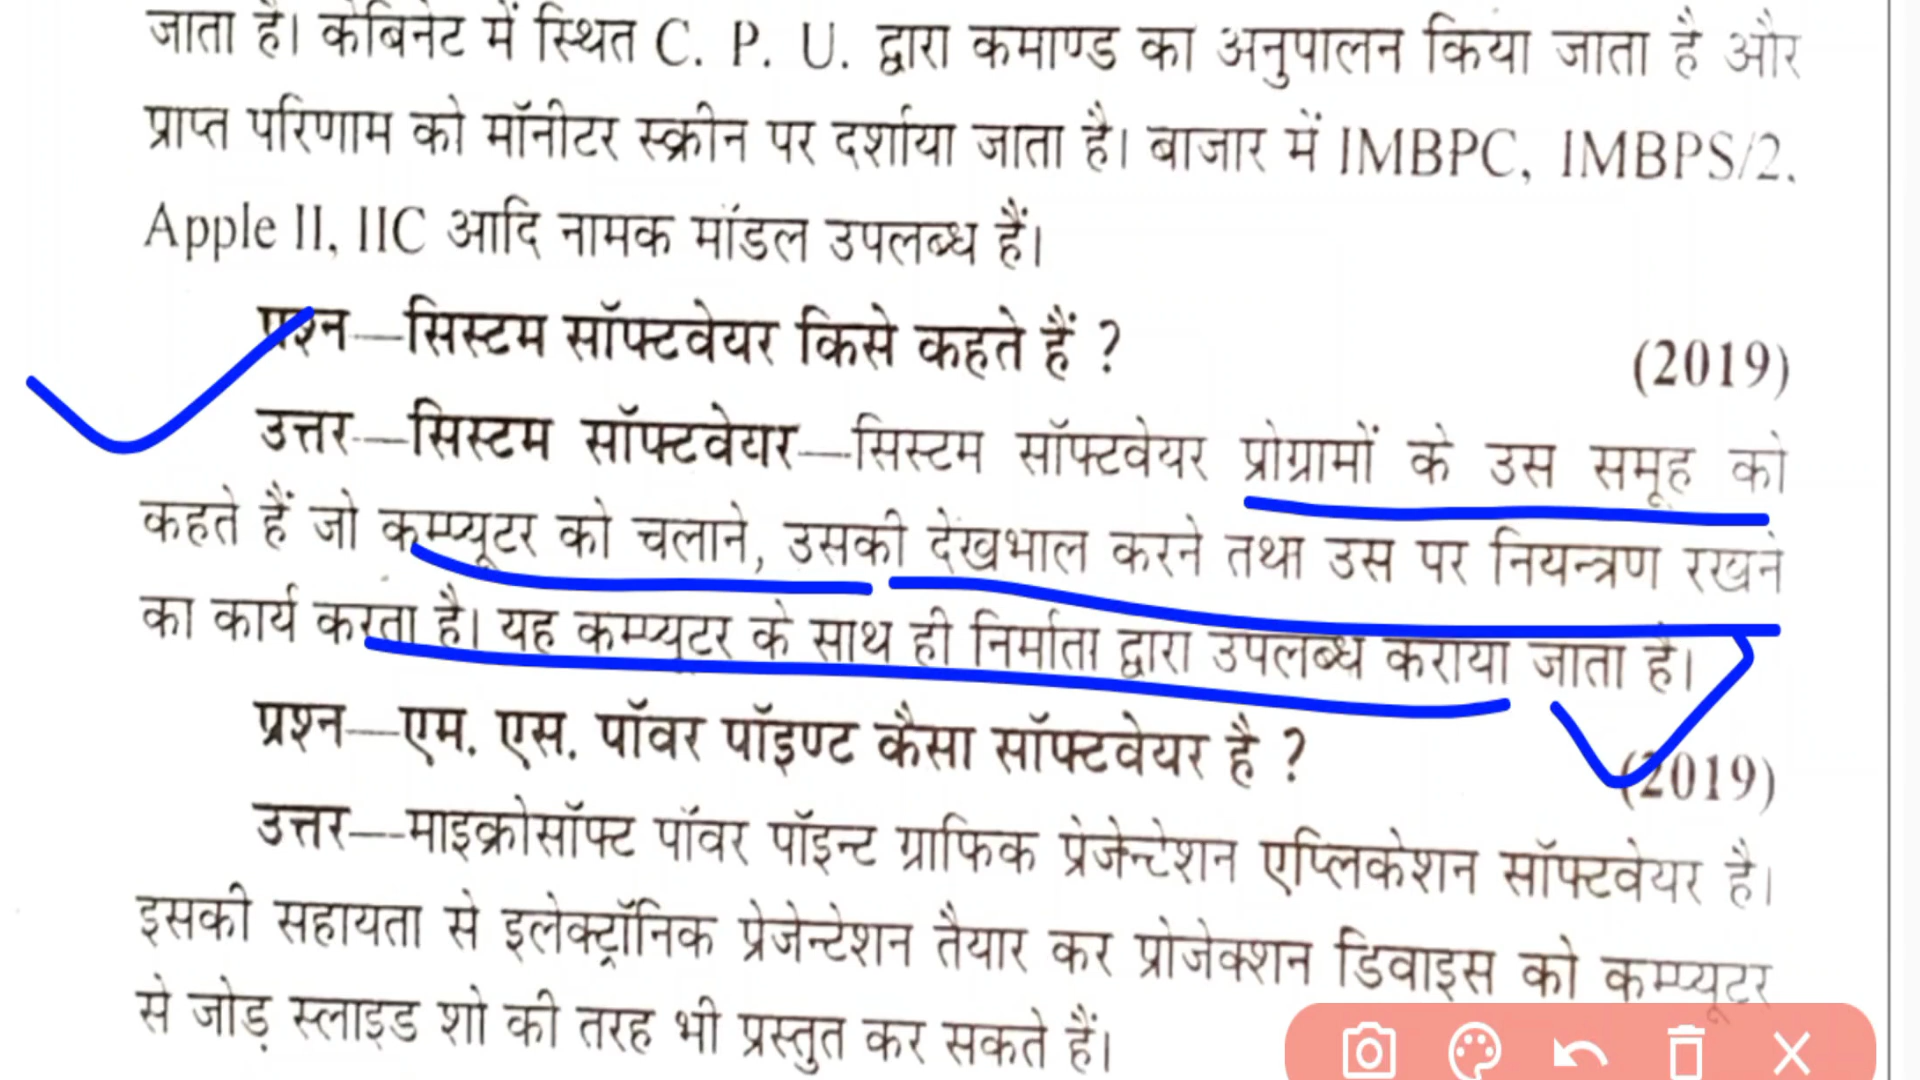 जाता है। केबिनेट में स्थित C. P. U. द्वारा कमाण्ड का अनुपालन किया जाता है और
प्राप्त परिणाम को मॉनीटर स्क्रीन पर दर्शाया जाता है। बाजार में IMBPC, IMBPS/2.
Apple II, IIC आदि नामक मॉडल उपलब्ध हैं।
प्रश्न—सिस्टम सॉफ्टवेयर किसे कहते हैं ? (2019)
उत्तर—सिस्टम सॉफ्टवेयर—सिस्टम सॉफ्टवेयर प्रोग्रामों के उस समूह को
कहते हैं जो कम्प्यूटर को चलाने, उसकी देखभाल करने तथा उस पर नियन्त्रण रखने
का कार्य करता है। यह कम्प्यूटर के साथ ही निर्माता द्वारा उपलब्ध कराया जाता है।
प्रश्न—एम. एस. पॉवर पॉइण्ट कैसा सॉफ्टवेयर है ? (2019)
उत्तर—माइक्रोसॉफ्ट पॉवर पॉइन्ट ग्राफिक प्रेजेन्टेशन एप्लिकेशन सॉफ्टवेयर है।
इसकी सहायता से इलेक्ट्रॉनिक प्रेजेन्टेशन तैयार कर प्रोजेक्शन डिवाइस को कम्प्यूटर
से जोड़ स्लाइड शो की तरह भी प्रस्तुत कर सकते हैं।